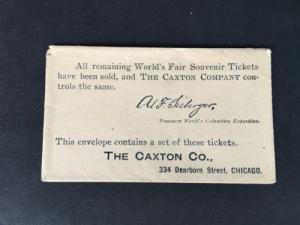 All remaining World's Fair Souvenir Tickets
have been sold, and THE CAXTON COMPANY con-
trols the same.
A. F. Seeberger,
Treasurer World's Columbian Exposition.
This envelope contains a set of these tickets.
THE CAXTON CO.,
334 Dearborn Street, CHICAGO.